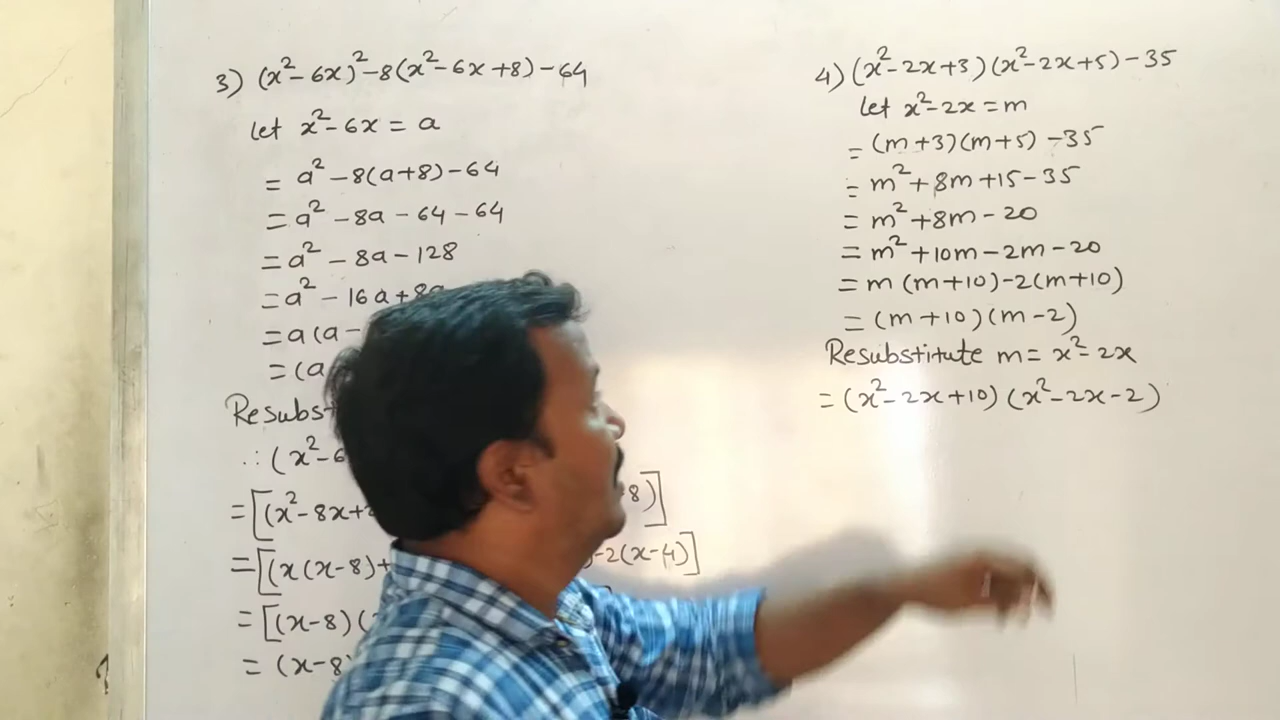 3) (x²-6x)²-8(x²-6x+8)-64
let x²-6x = a
= a²-8(a+8)-64
= a²-8a-64-64
= a²-8a-128
= a²-16a+8a
= a(a-
= (a
Resubst
∴ (x²-6
= [(x²-8x+ 8)]
= [(x(x-8)+ -2(x-4)]
= [(x-8)(
= (x-8)
4) (x²-2x+3)(x²-2x+5)-35
let x²-2x = m
= (m+3)(m+5)-35
= m²+8m+15-35
= m²+8m-20
= m²+10m-2m-20
= m(m+10)-2(m+10)
= (m+10)(m-2)
Resubstitute m = x²-2x
= (x²-2x+10)(x²-2x-2)